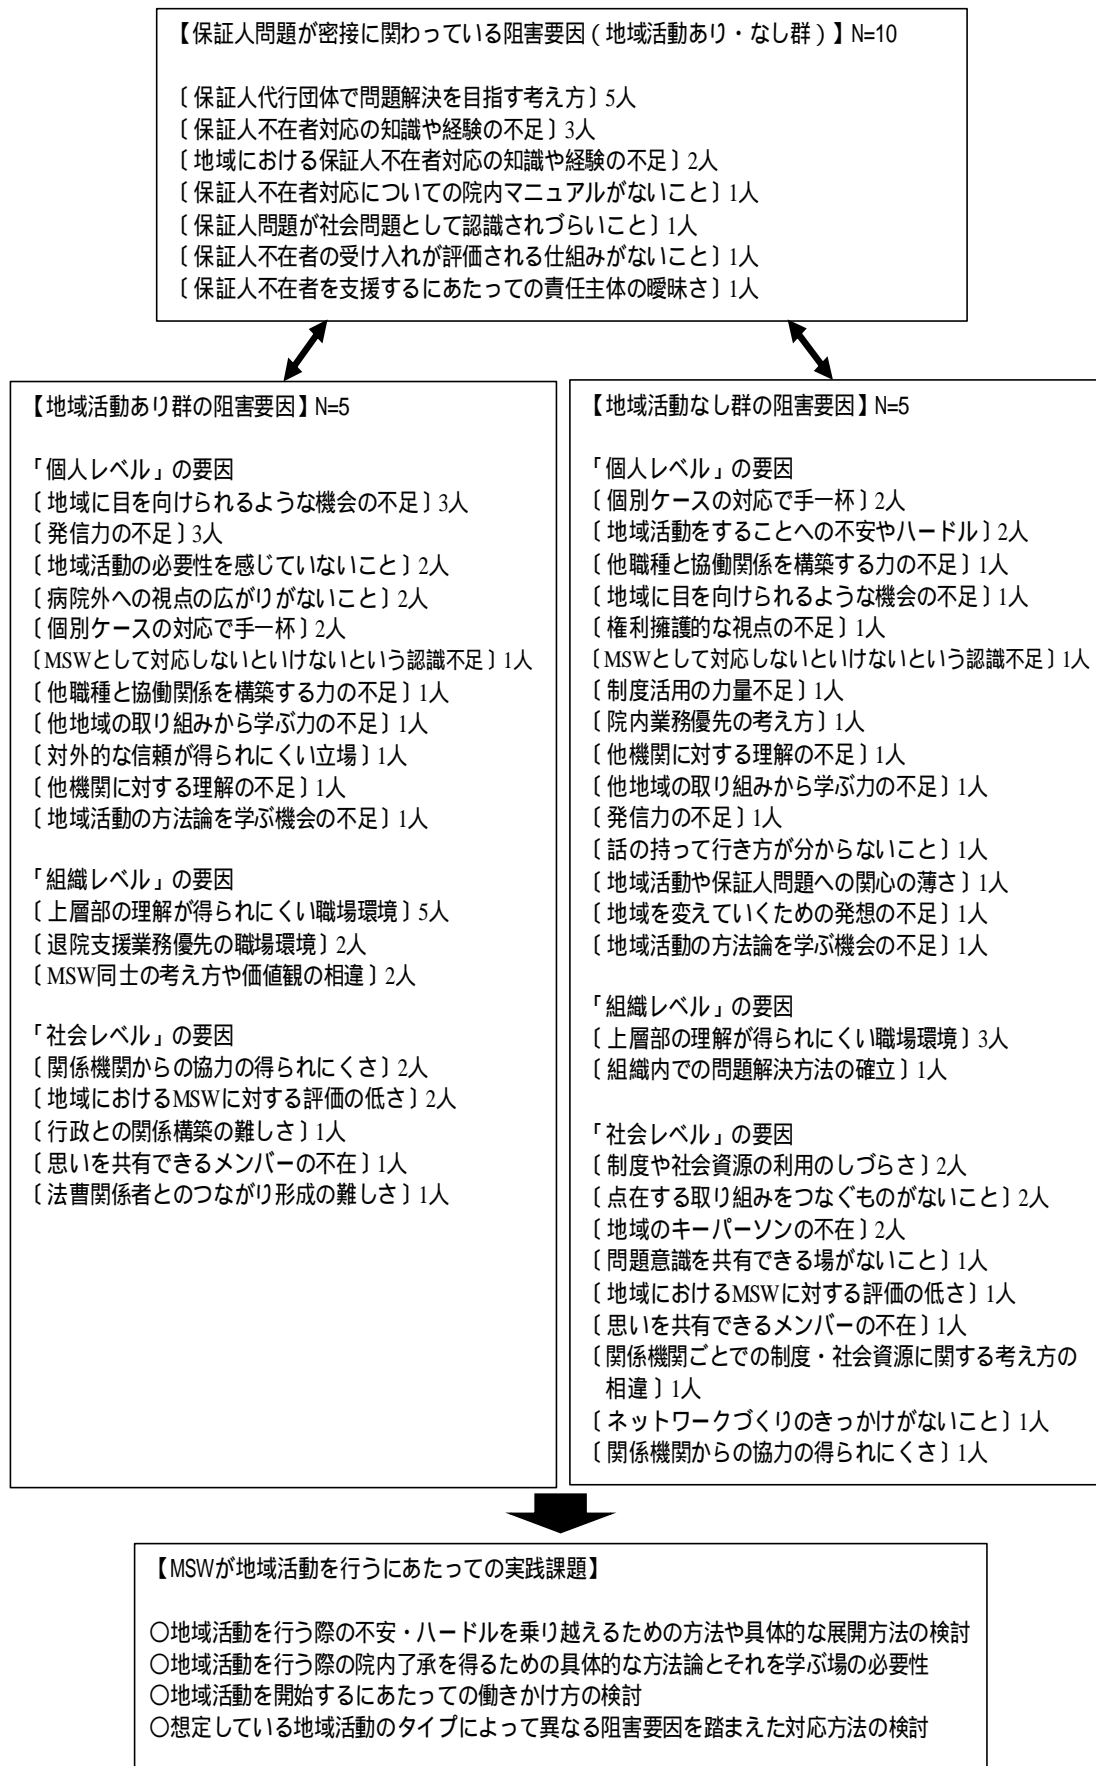 【保証人問題が密接に関わっている阻害要因(地域活動あり・なし群)】N=10
〔保証人代行団体で問題解決を目指す考え方〕5人
〔保証人不在者対応の知識や経験の不足〕3人
〔地域における保証人不在者対応の知識や経験の不足〕2人
〔保証人不在者対応についての院内マニュアルがないこと〕1人
〔保証人問題が社会問題として認識されづらいこと〕1人
〔保証人不在者の受け入れが評価される仕組みがないこと〕1人
〔保証人不在者を支援するにあたっての責任主体の曖昧さ〕1人
【地域活動あり群の阻害要因】N=5
「個人レベル」の要因
〔地域に目を向けられるような機会の不足〕3人
〔発信力の不足〕3人
〔地域活動の必要性を感じていないこと〕2人
〔病院外への視点の広がりがないこと〕2人
〔個別ケースの対応で手一杯〕2人
〔MSWとして対応しないといけないという認識不足〕1人
〔他職種と協働関係を構築する力の不足〕1人
〔他地域の取り組みから学ぶ力の不足〕1人
〔対外的な信頼が得られにくい立場〕1人
〔他機関に対する理解の不足〕1人
〔地域活動の方法論を学ぶ機会の不足〕1人
「組織レベル」の要因
〔上層部の理解が得られにくい職場環境〕5人
〔退院支援業務優先の職場環境〕2人
〔MSW同士の考え方や価値観の相違〕2人
「社会レベル」の要因
〔関係機関からの協力の得られにくさ〕2人
〔地域におけるMSWに対する評価の低さ〕2人
〔行政との関係構築の難しさ〕1人
〔思いを共有できるメンバーの不在〕1人
〔法曹関係者とのつながり形成の難しさ〕1人
【地域活動なし群の阻害要因】N=5
「個人レベル」の要因
〔個別ケースの対応で手一杯〕2人
〔地域活動をすることへの不安やハードル〕2人
〔他職種と協働関係を構築する力の不足〕1人
〔地域に目を向けられるような機会の不足〕1人
〔権利擁護的な視点の不足〕1人
〔MSWとして対応しないといけないという認識不足〕1人
〔制度活用の力量不足〕1人
〔院内業務優先の考え方〕1人
〔他機関に対する理解の不足〕1人
〔他地域の取り組みから学ぶ力の不足〕1人
〔発信力の不足〕1人
〔話の持って行き方が分からないこと〕1人
〔地域活動や保証人問題への関心の薄さ〕1人
〔地域を変えていくための発想の不足〕1人
〔地域活動の方法論を学ぶ機会の不足〕1人
「組織レベル」の要因
〔上層部の理解が得られにくい職場環境〕3人
〔組織内での問題解決方法の確立〕1人
「社会レベル」の要因
〔制度や社会資源の利用のしづらさ〕2人
〔点在する取り組みをつなぐものがないこと〕2人
〔地域のキーパーソンの不在〕2人
〔問題意識を共有できる場がないこと〕1人
〔地域におけるMSWに対する評価の低さ〕1人
〔思いを共有できるメンバーの不在〕1人
〔関係機関ごとでの制度・社会資源に関する考え方の
相違〕1人
〔ネットワークづくりのきっかけがないこと〕1人
〔関係機関からの協力の得られにくさ〕1人
【MSWが地域活動を行うにあたっての実践課題】
○地域活動を行う際の不安・ハードルを乗り越えるための方法や具体的な展開方法の検討
○地域活動を行う際の院内了承を得るための具体的な方法論とそれを学ぶ場の必要性
○地域活動を開始するにあたっての働きかけ方の検討
○想定している地域活動のタイプによって異なる阻害要因を踏まえた対応方法の検討